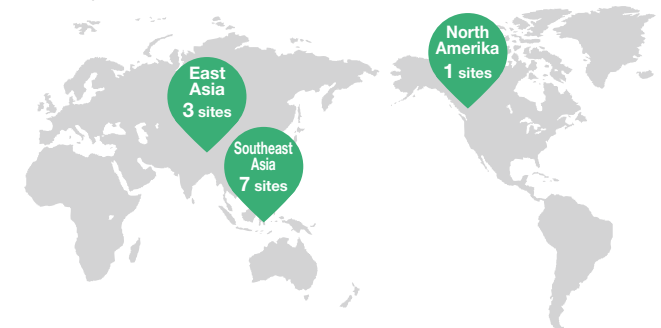 North
Amerika
1 sites
East
Asia
3 sites
Southeast
Asia
7 sites